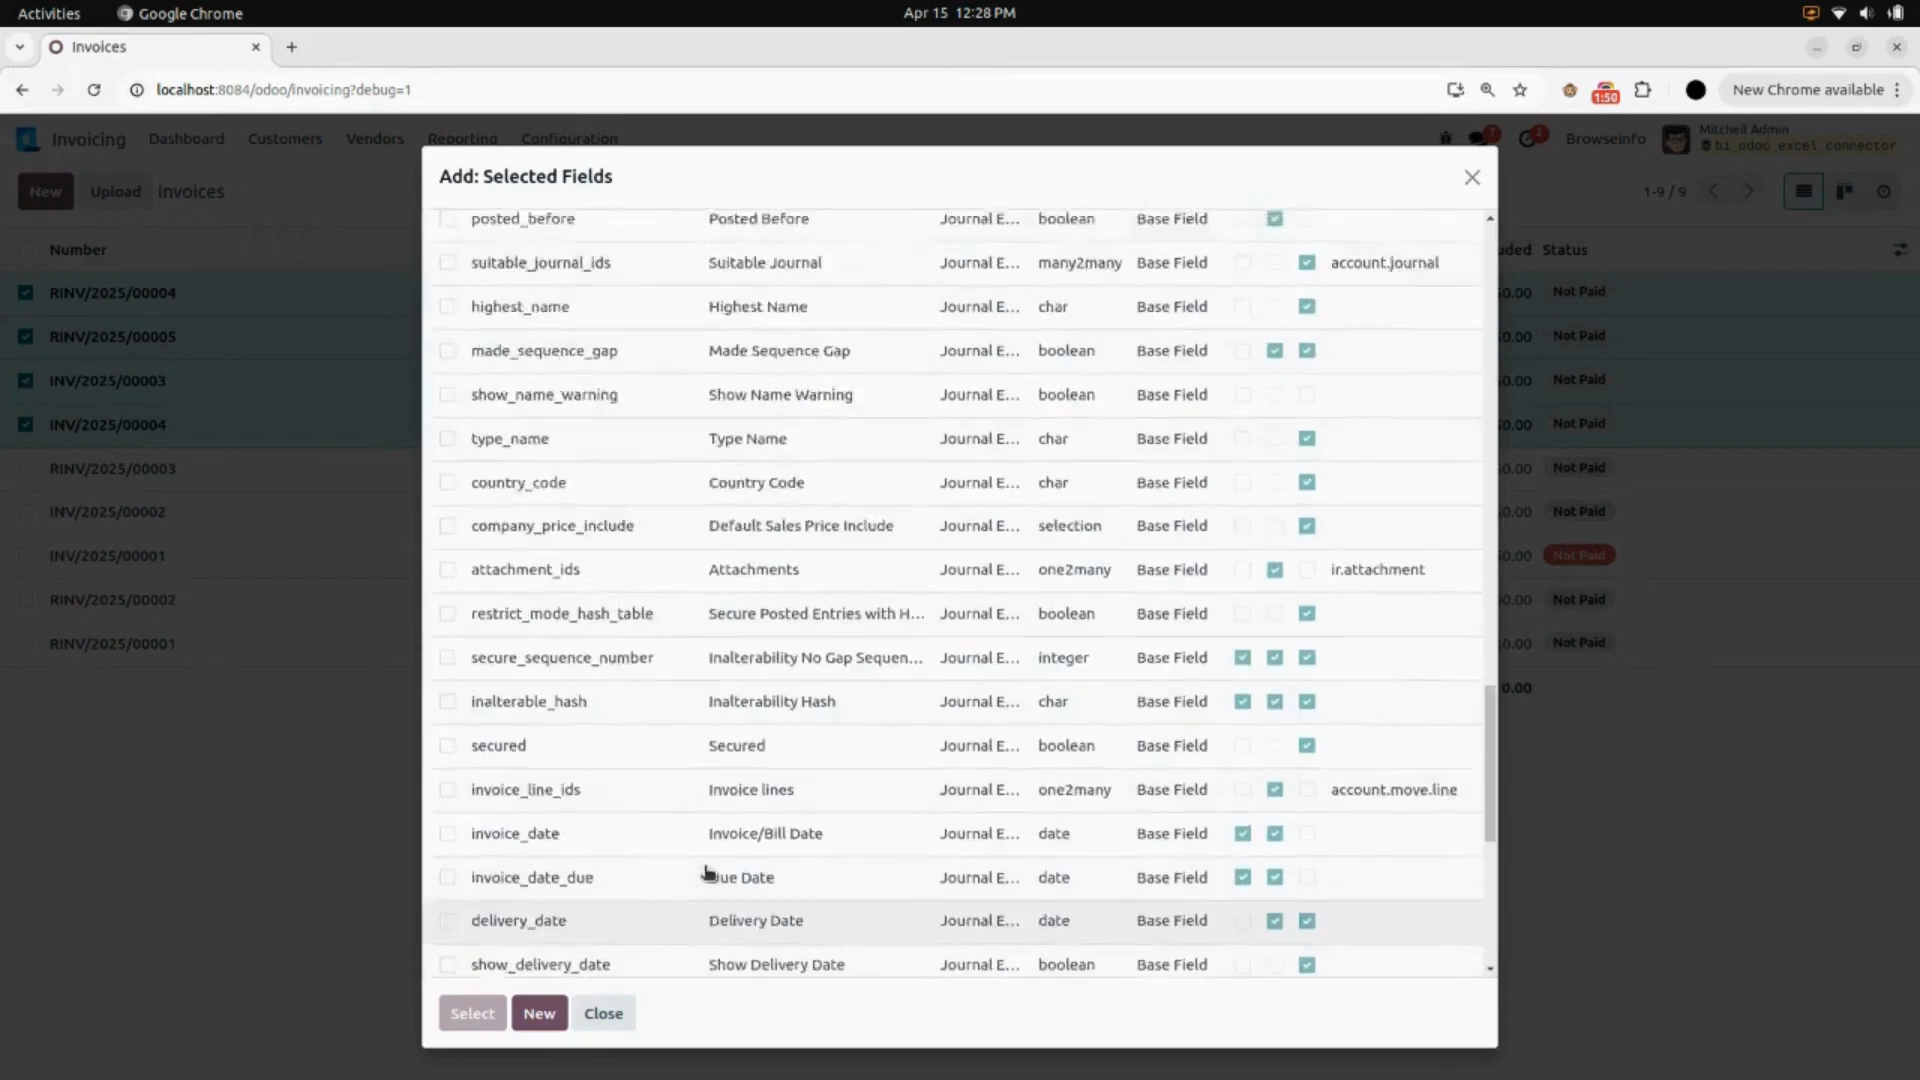 Activities Google Chrome Apr 15 12:28 PM
Invoices
localhost:8084/odoo/invoicing?debug=1 1:50 New Chrome available
Invoicing Dashboard Customers Vendors Reporting Configuration 7 2 Browseinfo Mitchell Admin
bi_odoo_excel_connector
New Upload Invoices 1-9 / 9
Add: Selected Fields
Number Status
posted_before Posted Before Journal E... boolean Base Field
suitable_journal_ids Suitable Journal Journal E... many2many Base Field account.journal
RINV/2025/00004 Not Paid
highest_name Highest Name Journal E... char Base Field
RINV/2025/00005 Not Paid
made_sequence_gap Made Sequence Gap Journal E... boolean Base Field
INV/2025/00003 Not Paid
show_name_warning Show Name Warning Journal E... boolean Base Field
INV/2025/00004 Not Paid
type_name Type Name Journal E... char Base Field
RINV/2025/00003 Not Paid
country_code Country Code Journal E... char Base Field
INV/2025/00002 Not Paid
company_price_include Default Sales Price Include Journal E... selection Base Field
INV/2025/00001 Not Paid
attachment_ids Attachments Journal E... one2many Base Field ir.attachment
RINV/2025/00002 Not Paid
restrict_mode_hash_table Secure Posted Entries with H... Journal E... boolean Base Field
RINV/2025/00001 Not Paid
secure_sequence_number Inalterability No Gap Sequen... Journal E... integer Base Field
inalterable_hash Inalterability Hash Journal E... char Base Field
secured Secured Journal E... boolean Base Field
invoice_line_ids Invoice lines Journal E... one2many Base Field account.move.line
invoice_date Invoice/Bill Date Journal E... date Base Field
invoice_date_due Due Date Journal E... date Base Field
delivery_date Delivery Date Journal E... date Base Field
show_delivery_date Show Delivery Date Journal E... boolean Base Field
Select New Close